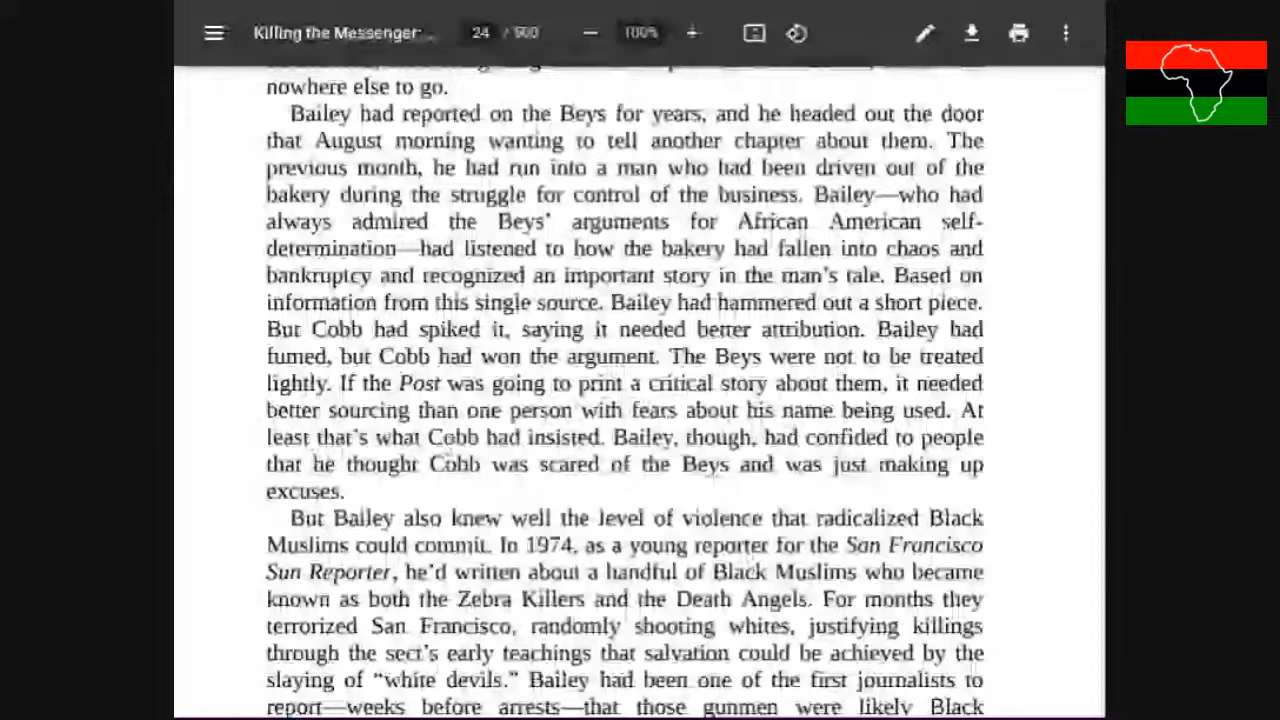 Killing the Messenger ... 24 / 500 100%
nowhere else to go.
Bailey had reported on the Beys for years, and he headed out the door
that August morning wanting to tell another chapter about them. The
previous month, he had run into a man who had been driven out of the
bakery during the struggle for control of the business. Bailey—who had
always admired the Beys’ arguments for African American self-
determination—had listened to how the bakery had fallen into chaos and
bankruptcy and recognized an important story in the man’s tale. Based on
information from this single source, Bailey had hammered out a short piece.
But Cobb had spiked it, saying it needed better attribution. Bailey had
fumed, but Cobb had won the argument. The Beys were not to be treated
lightly. If the Post was going to print a critical story about them, it needed
better sourcing than one person with fears about his name being used. At
least that’s what Cobb had insisted. Bailey, though, had confided to people
that he thought Cobb was scared of the Beys and was just making up
excuses.
But Bailey also knew well the level of violence that radicalized Black
Muslims could commit. In 1974, as a young reporter for the San Francisco
Sun Reporter, he’d written about a handful of Black Muslims who became
known as both the Zebra Killers and the Death Angels. For months they
terrorized San Francisco, randomly shooting whites, justifying killings
through the sect’s early teachings that salvation could be achieved by the
slaying of “white devils.” Bailey had been one of the first journalists to
report—weeks before arrests—that those gunmen were likely Black